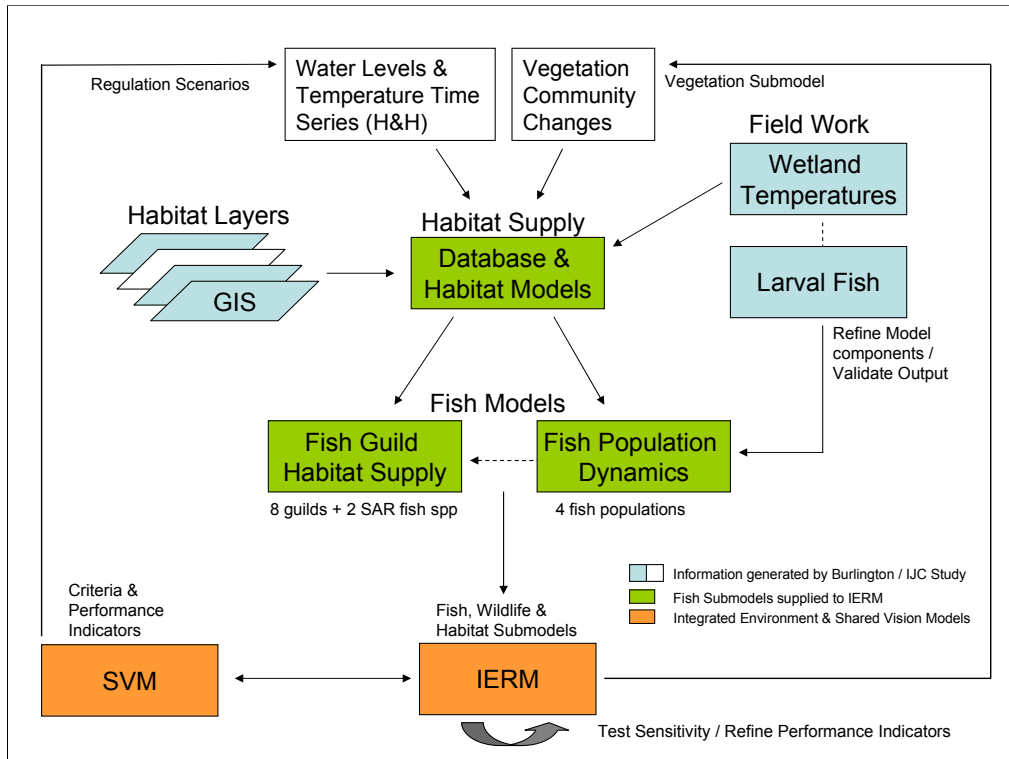 Regulation Scenarios
Water Levels &
Temperature Time
Series (H&H)
Vegetation
Community
Changes
Vegetation Submodel
Field Work
Wetland
Temperatures
Habitat Layers
GIS
Habitat Supply
Database &
Habitat Models
Larval Fish
Refine Model
components /
Validate Output
Fish Models
Fish Guild
Habitat Supply
Fish Population
Dynamics
8 guilds + 2 SAR fish spp
4 fish populations
Information generated by Burlington / IJC Study
Fish Submodels supplied to IERM
Integrated Environment & Shared Vision Models
Criteria &
Performance
Indicators
Fish, Wildlife &
Habitat Submodels
SVM
IERM
Test Sensitivity / Refine Performance Indicators